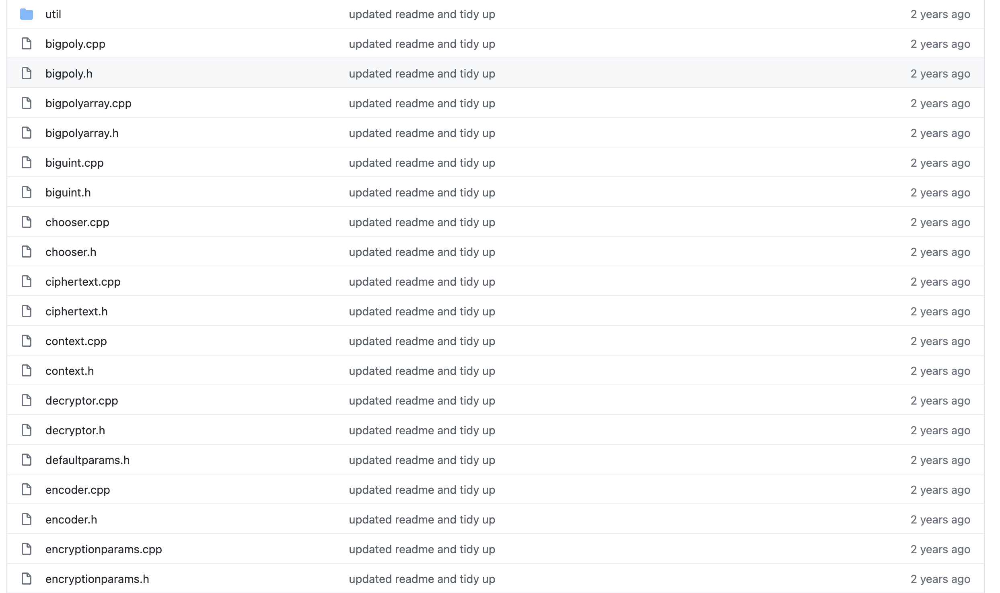 util updated readme and tidy up 2 years ago
bigpoly.cpp updated readme and tidy up 2 years ago
bigpoly.h updated readme and tidy up 2 years ago
bigpolyarray.cpp updated readme and tidy up 2 years ago
bigpolyarray.h updated readme and tidy up 2 years ago
biguint.cpp updated readme and tidy up 2 years ago
biguint.h updated readme and tidy up 2 years ago
chooser.cpp updated readme and tidy up 2 years ago
chooser.h updated readme and tidy up 2 years ago
ciphertext.cpp updated readme and tidy up 2 years ago
ciphertext.h updated readme and tidy up 2 years ago
context.cpp updated readme and tidy up 2 years ago
context.h updated readme and tidy up 2 years ago
decryptor.cpp updated readme and tidy up 2 years ago
decryptor.h updated readme and tidy up 2 years ago
defaultparams.h updated readme and tidy up 2 years ago
encoder.cpp updated readme and tidy up 2 years ago
encoder.h updated readme and tidy up 2 years ago
encryptionparams.cpp updated readme and tidy up 2 years ago
encryptionparams.h updated readme and tidy up 2 years ago